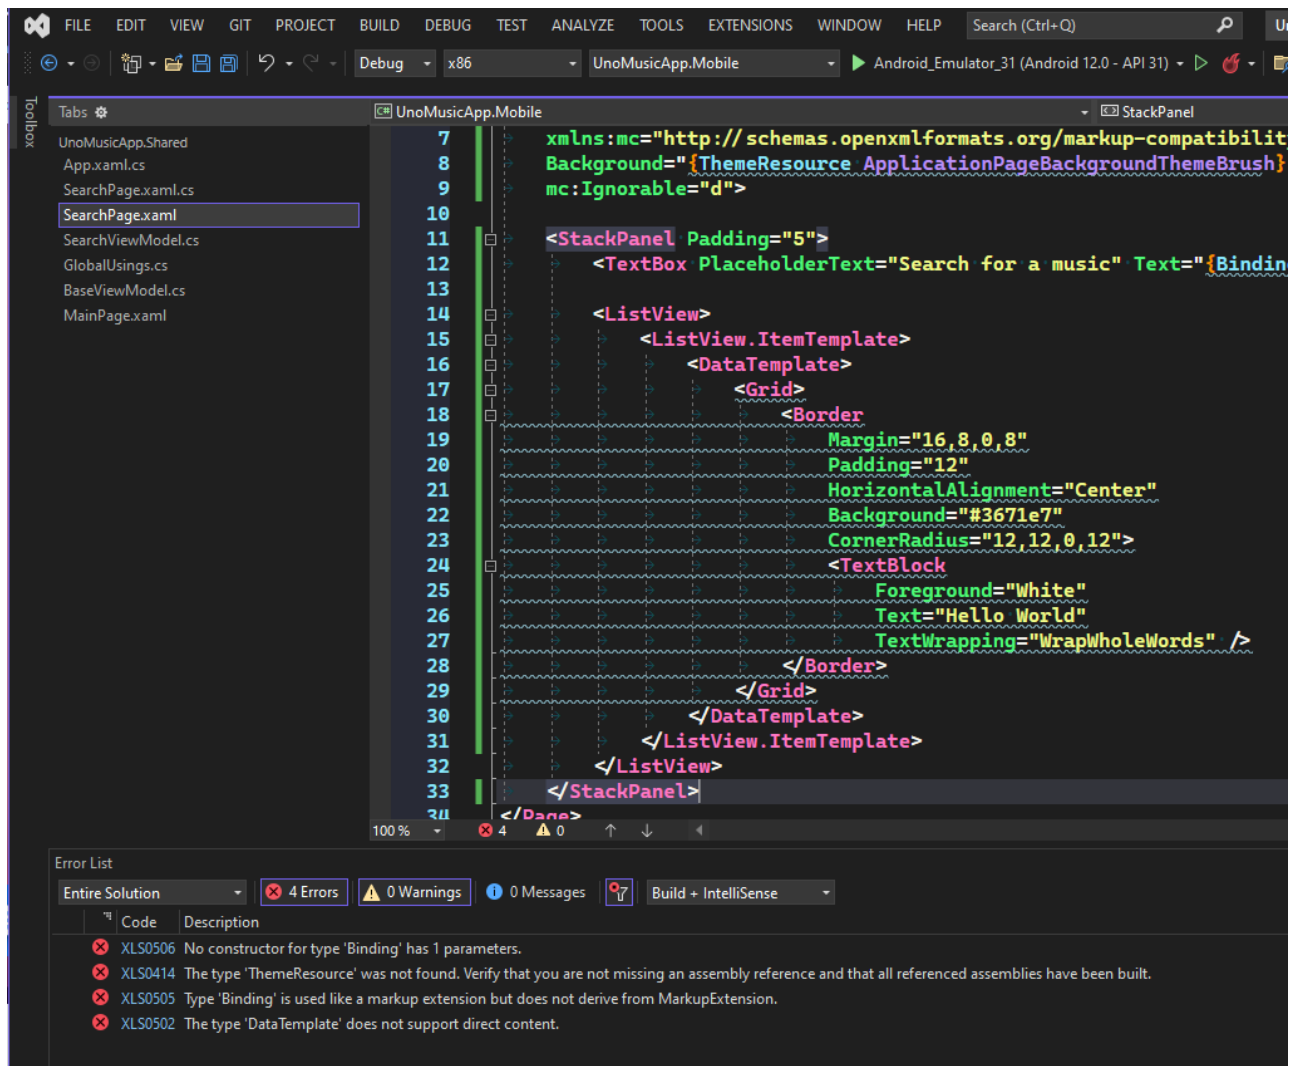 FILE EDIT VIEW GIT PROJECT BUILD DEBUG TEST ANALYZE TOOLS EXTENSIONS WINDOW HELP Search (Ctrl+Q)
Debug x86 UnoMusicApp.Mobile Android_Emulator_31 (Android 12.0 - API 31)
Toolbox
Tabs
UnoMusicApp.Shared
App.xaml.cs
SearchPage.xaml.cs
SearchPage.xaml
SearchViewModel.cs
GlobalUsings.cs
BaseViewModel.cs
MainPage.xaml
C# UnoMusicApp.Mobile StackPanel
7 xmlns:mc="http://schemas.openxmlformats.org/markup-compatibilit
8 Background="{ThemeResource ApplicationPageBackgroundThemeBrush}
9 mc:Ignorable="d">
10
11 <StackPanel Padding="5">
12 <TextBox PlaceholderText="Search for a music" Text="{Bindin
13
14 <ListView>
15 <ListView.ItemTemplate>
16 <DataTemplate>
17 <Grid>
18 <Border
19 Margin="16,8,0,8"
20 Padding="12"
21 HorizontalAlignment="Center"
22 Background="#3671e7"
23 CornerRadius="12,12,0,12">
24 <TextBlock
25 Foreground="White"
26 Text="Hello World"
27 TextWrapping="WrapWholeWords" />
28 </Border>
29 </Grid>
30 </DataTemplate>
31 </ListView.ItemTemplate>
32 </ListView>
33 </StackPanel>
34 </Page>
100 % 4 0
Error List
Entire Solution 4 Errors 0 Warnings 0 Messages Build + IntelliSense
Code Description
XLS0506 No constructor for type 'Binding' has 1 parameters.
XLS0414 The type 'ThemeResource' was not found. Verify that you are not missing an assembly reference and that all referenced assemblies have been built.
XLS0505 Type 'Binding' is used like a markup extension but does not derive from MarkupExtension.
XLS0502 The type 'DataTemplate' does not support direct content.